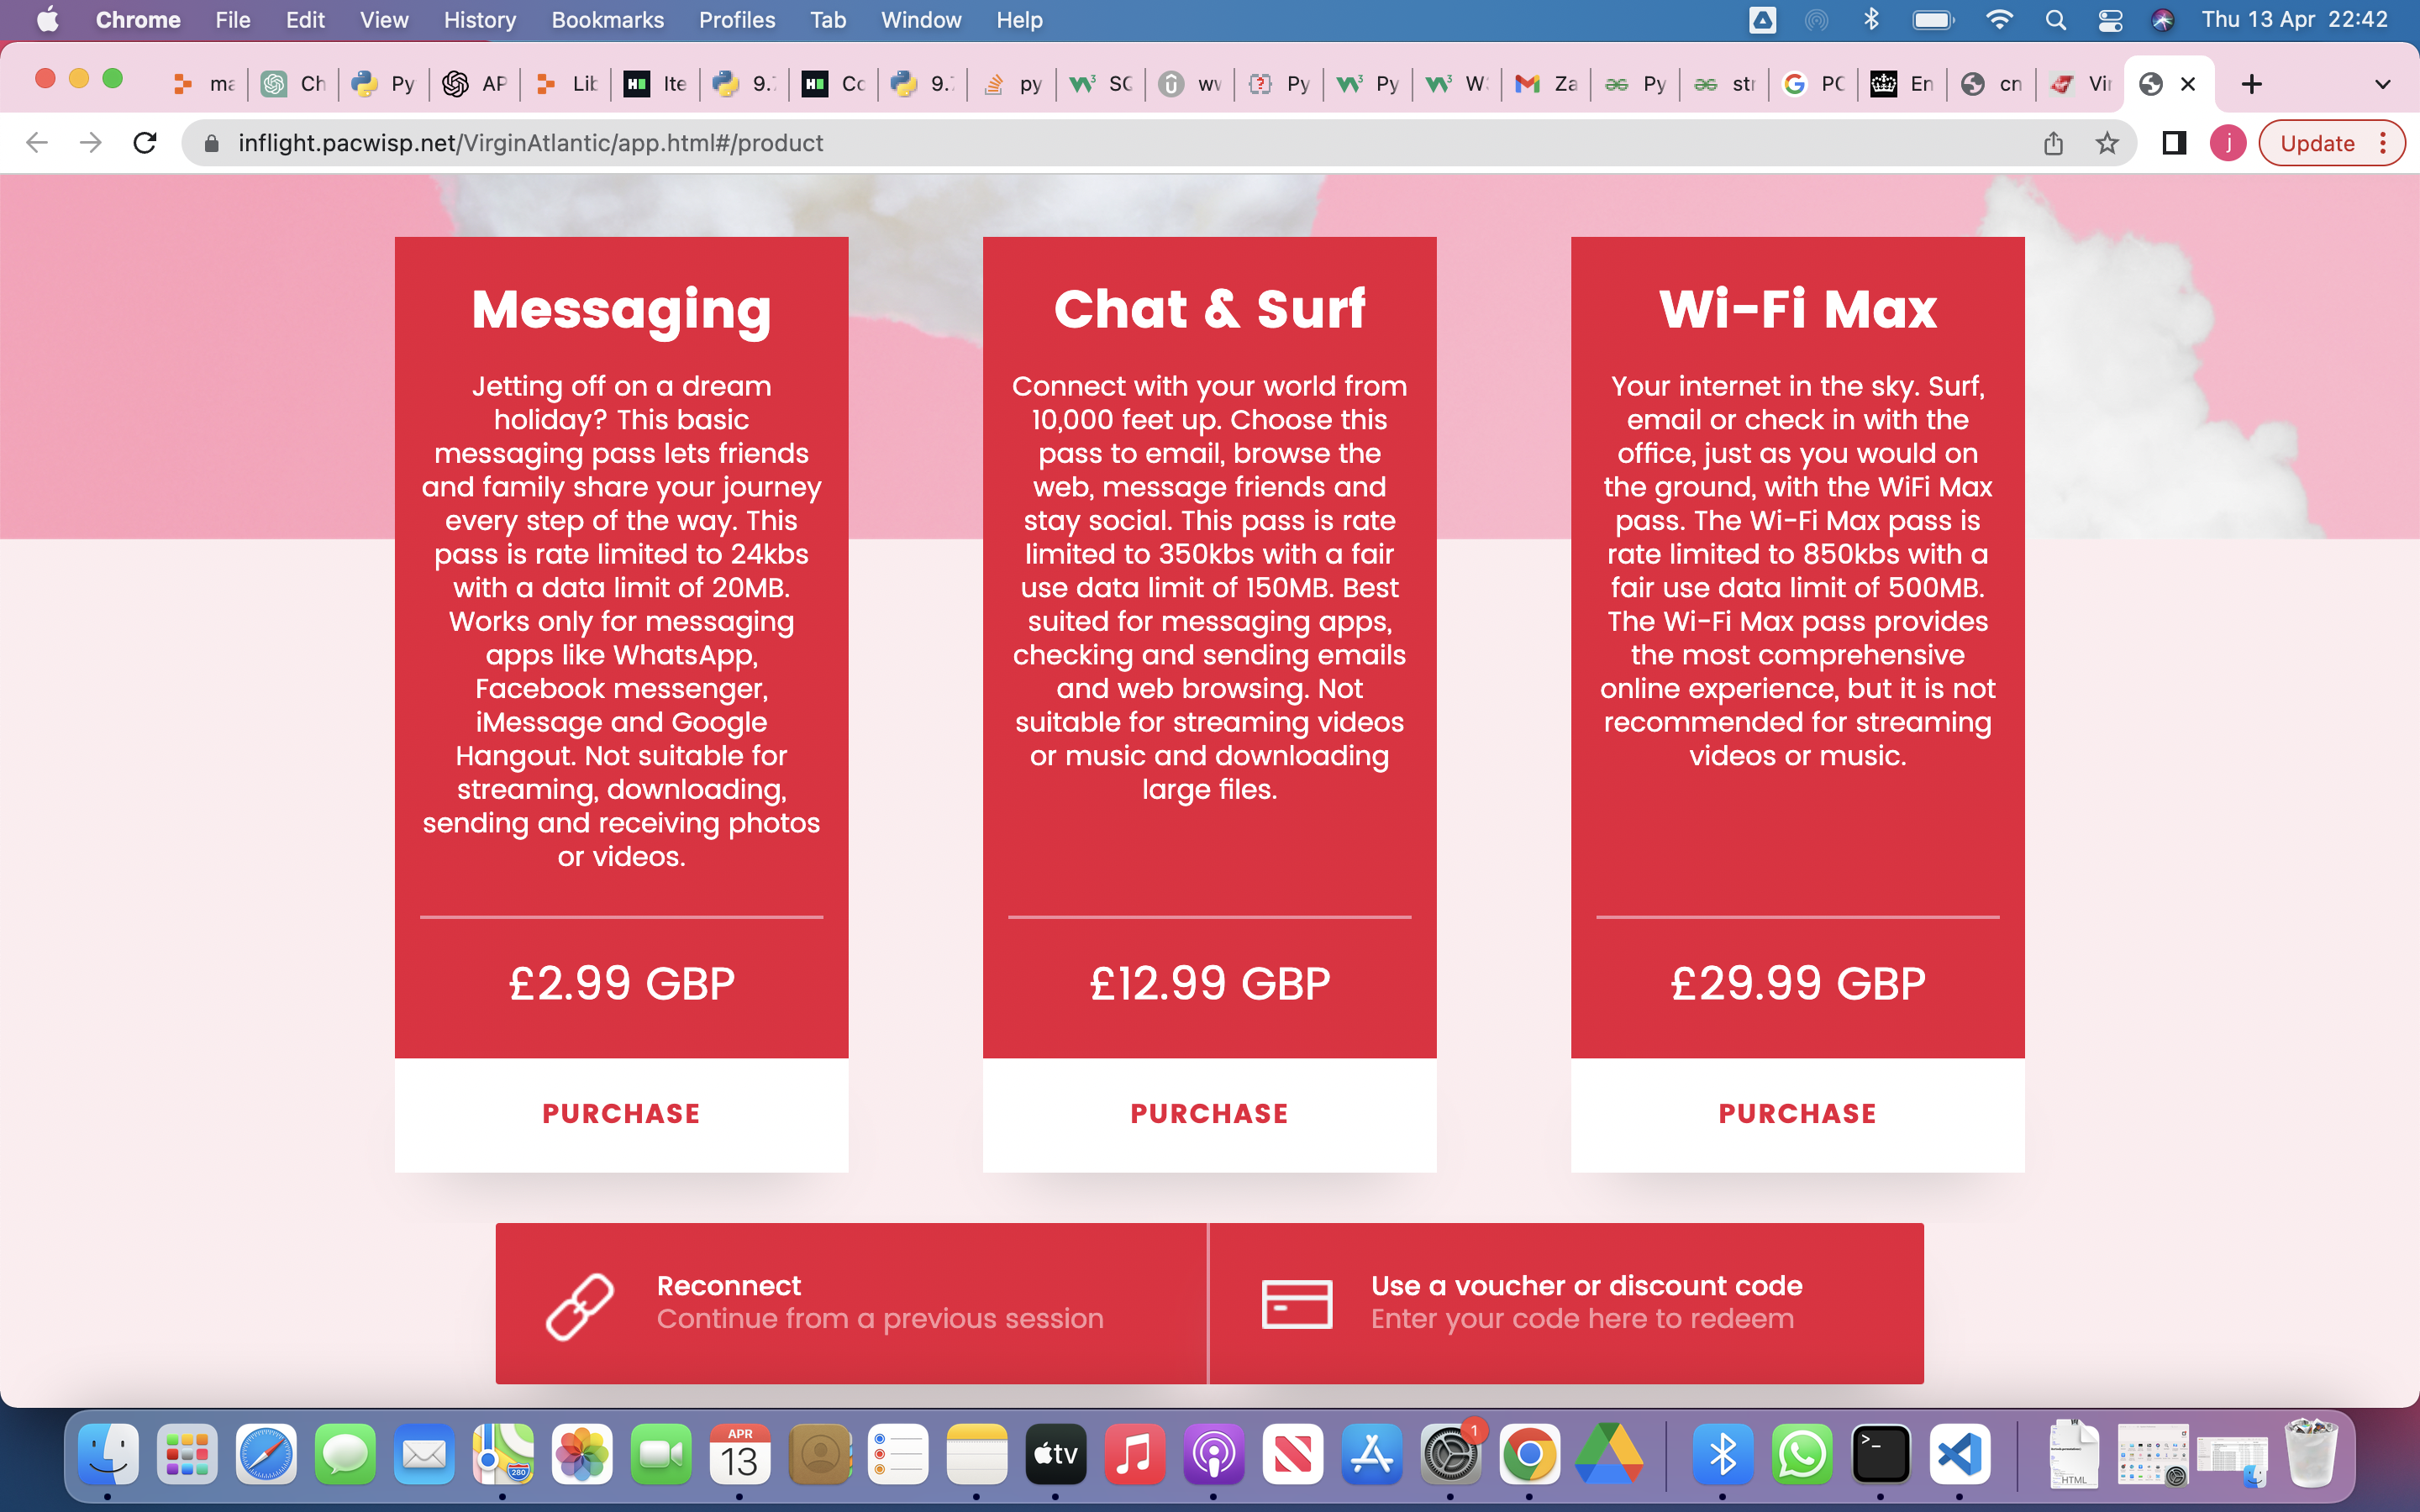 Chrome File Edit View History Bookmarks Profiles Tab Window Help Thu 13 Apr 22:42
ma Ch Py AP Lib Ite 9. Co 9. py SQ Py Py W Za Py str PC En cn Vir
inflight.pacwisp.net/VirginAtlantic/app.html#/product j Update
Messaging
Jetting off on a dream
holiday? This basic
messaging pass lets friends
and family share your journey
every step of the way. This
pass is rate limited to 24kbs
with a data limit of 20MB.
Works only for messaging
apps like WhatsApp,
Facebook messenger,
iMessage and Google
Hangout. Not suitable for
streaming, downloading,
sending and receiving photos
or videos.
£2.99 GBP
PURCHASE
Chat & Surf
Connect with your world from
10,000 feet up. Choose this
pass to email, browse the
web, message friends and
stay social. This pass is rate
limited to 350kbs with a fair
use data limit of 150MB. Best
suited for messaging apps,
checking and sending emails
and web browsing. Not
suitable for streaming videos
or music and downloading
large files.
£12.99 GBP
PURCHASE
Wi-Fi Max
Your internet in the sky. Surf,
email or check in with the
office, just as you would on
the ground, with the WiFi Max
pass. The Wi-Fi Max pass is
rate limited to 850kbs with a
fair use data limit of 500MB.
The Wi-Fi Max pass provides
the most comprehensive
online experience, but it is not
recommended for streaming
videos or music.
£29.99 GBP
PURCHASE
Reconnect
Continue from a previous session
Use a voucher or discount code
Enter your code here to redeem
APR
13
tv
1
280
>_
HTML